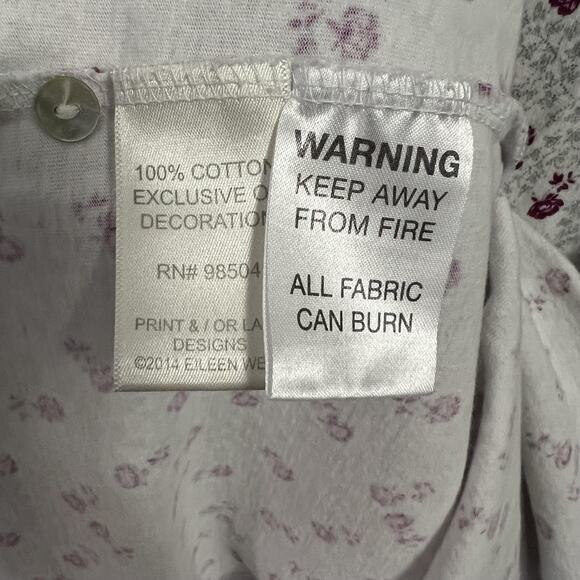 100% COTTON
EXCLUSIVE O
DECORATION
RN# 98504
PRINT & / OR LA
DESIGNS
©2014 EILEEN WE
WARNING
KEEP AWAY
FROM FIRE
ALL FABRIC
CAN BURN